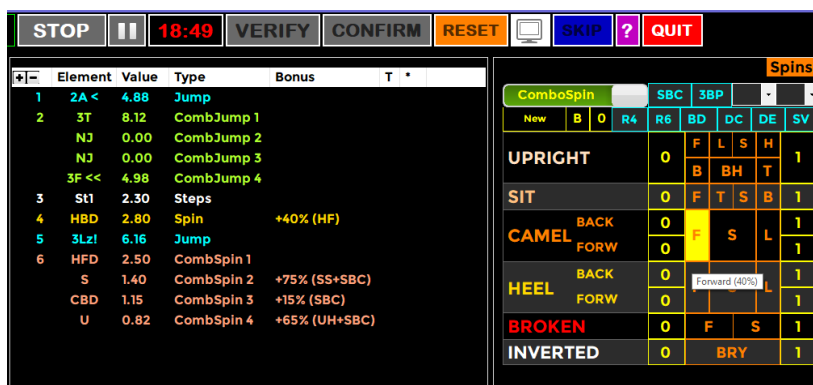 STOP 18:49 VERIFY CONFIRM RESET SKIP ? QUIT
Spins
+ - Element Value Type Bonus T *
1 2A < 4.88 Jump
2 3T 8.12 CombJump 1
NJ 0.00 CombJump 2
NJ 0.00 CombJump 3
3F << 4.98 CombJump 4
3 St1 2.30 Steps
4 HBD 2.80 Spin +40% (HF)
5 3Lz! 6.16 Jump
6 HFD 2.50 CombSpin 1
S 1.40 CombSpin 2 +75% (SS+SBC)
CBD 1.15 CombSpin 3 +15% (SBC)
U 0.82 CombSpin 4 +65% (UH+SBC)
ComboSpin SBC 3BP
New B 0 R4 R6 BD DC DE SV
UPRIGHT 0 F L S H 1
B BH T
SIT 0 F T S B 1
CAMEL BACK 0 F S L 1
FORW 0 1
HEEL BACK 0 L 1
FORW 0 1
Forward (40%)
BROKEN 0 F S 1
INVERTED 0 BRY 1